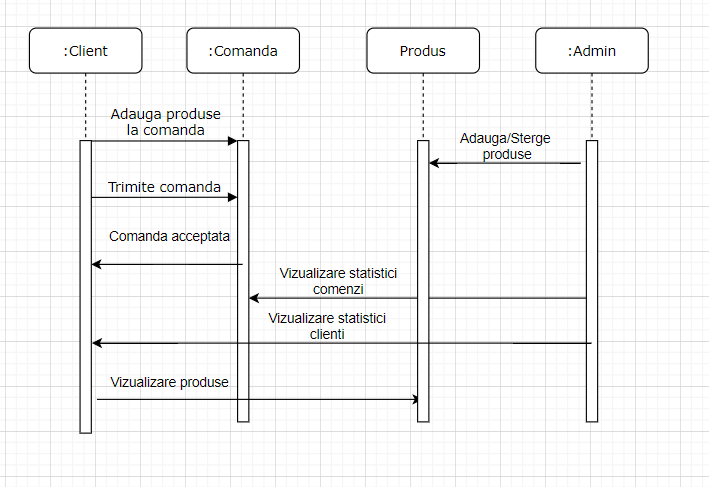 :Client
:Comanda
Produs
:Admin
Adauga produse
la comanda
Adauga/Sterge
produse
Trimite comanda
Comanda acceptata
Vizualizare statistici
comenzi
Vizualizare statistici
clienti
Vizualizare produse